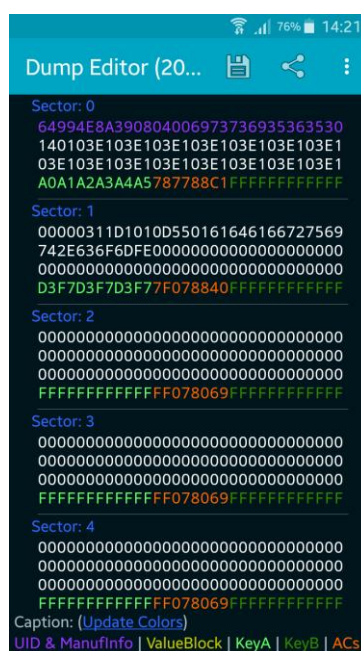 76% 14:21
Dump Editor (20...
Sector: 0
64994E8A390804006973736935363530
140103E103E103E103E103E103E103E1
03E103E103E103E103E103E103E103E1
A0A1A2A3A4A5787788C1FFFFFFFFFFFF
Sector: 1
00000311D1010D550161646166727569
742E636F6DFE00000000000000000000
00000000000000000000000000000000
D3F7D3F7D3F77F078840FFFFFFFFFFFF
Sector: 2
00000000000000000000000000000000
00000000000000000000000000000000
00000000000000000000000000000000
FFFFFFFFFFFFFF078069FFFFFFFFFFFF
Sector: 3
00000000000000000000000000000000
00000000000000000000000000000000
00000000000000000000000000000000
FFFFFFFFFFFFFF078069FFFFFFFFFFFF
Sector: 4
00000000000000000000000000000000
00000000000000000000000000000000
00000000000000000000000000000000
FFFFFFFFFFFFFF078069FFFFFFFFFFFF
Caption: (Update Colors)
UID & ManufInfo | ValueBlock | KeyA | KeyB | ACs